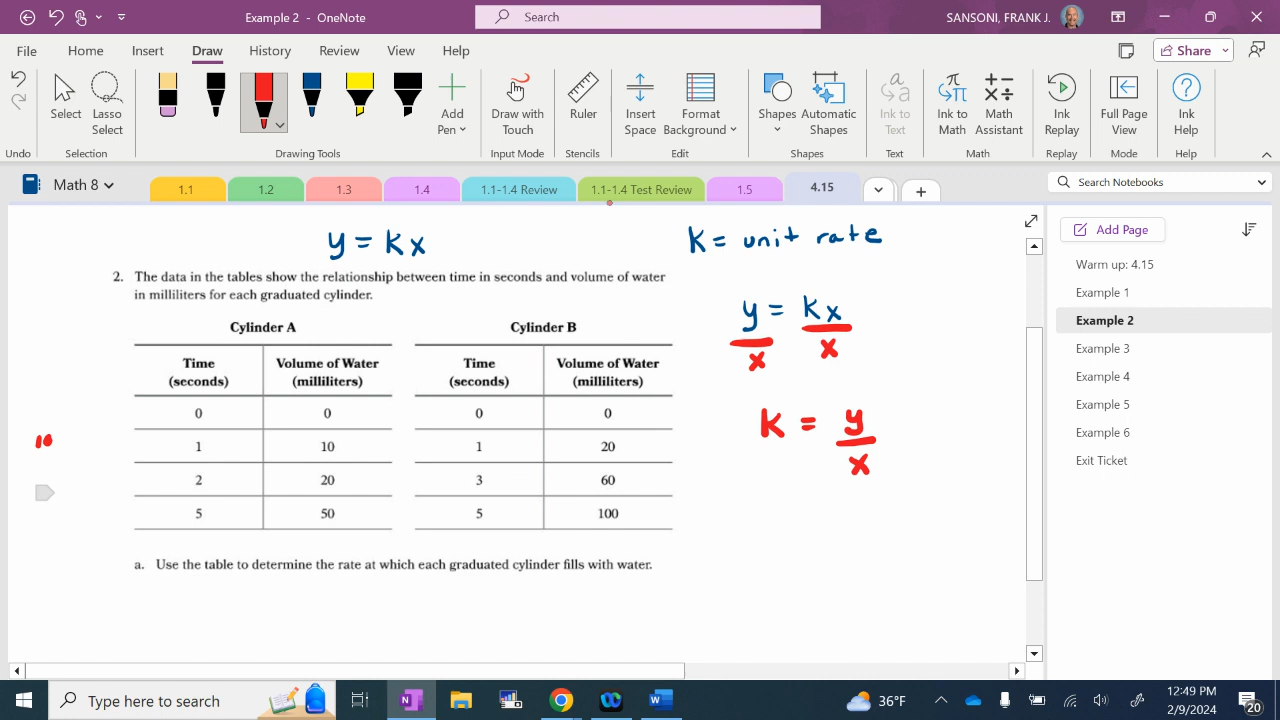 Example 2 - OneNote
Search
SANSONI, FRANK J.
File Home Insert Draw History Review View Help
Share
Select
Lasso Select
Add Pen
Draw with Touch
Ruler
Insert Space
Format Background
Shapes
Automatic Shapes
Ink to Text
Ink to Math
Math Assistant
Ink Replay
Full Page View
Ink Help
Undo Selection Drawing Tools Input Mode Stencils Edit Shapes Text Math Replay Mode Help
Math 8 1.1 1.2 1.3 1.4 1.1-1.4 Review 1.1-1.4 Test Review 1.5 4.15
Search Notebooks
Add Page
Warm up: 4.15
Example 1
Example 2
Example 3
Example 4
Example 5
Example 6
Exit Ticket
y = kx
k = unit rate
2. The data in the tables show the relationship between time in seconds and volume of water
in milliliters for each graduated cylinder.
Cylinder A Cylinder B
Time (seconds) Volume of Water (milliliters) Time (seconds) Volume of Water (milliliters)
0 0 0 0
1 10 1 20
2 20 3 60
5 50 5 100
10
y = kx
x x
k = y
x
a. Use the table to determine the rate at which each graduated cylinder fills with water.
Type here to search
36°F
12:49 PM
2/9/2024
20